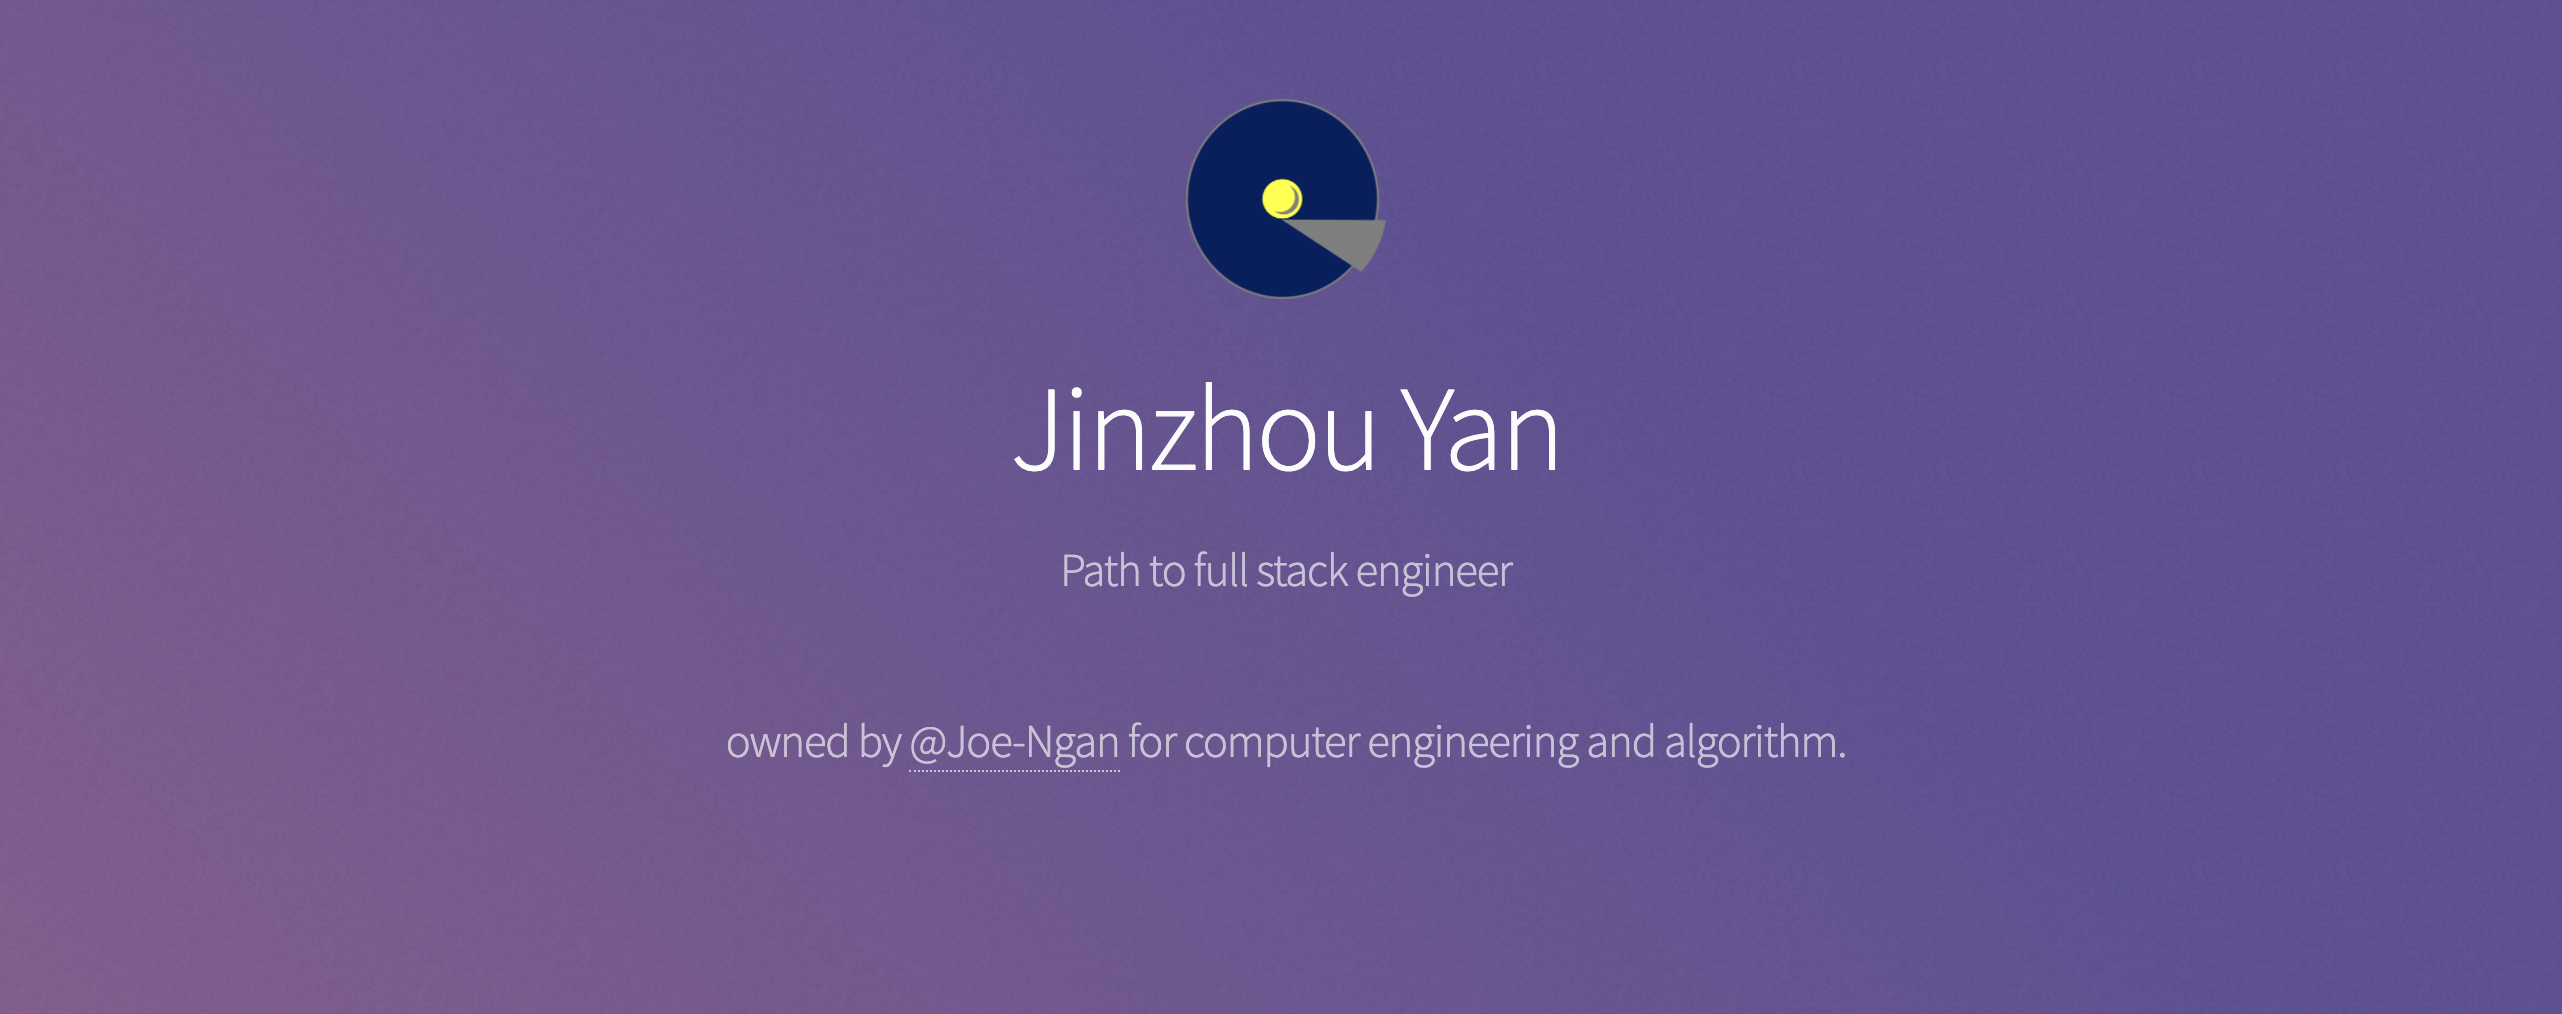 Jinzhou Yan
Path to full stack engineer
owned by @Joe-Ngan for computer engineering and algorithm.